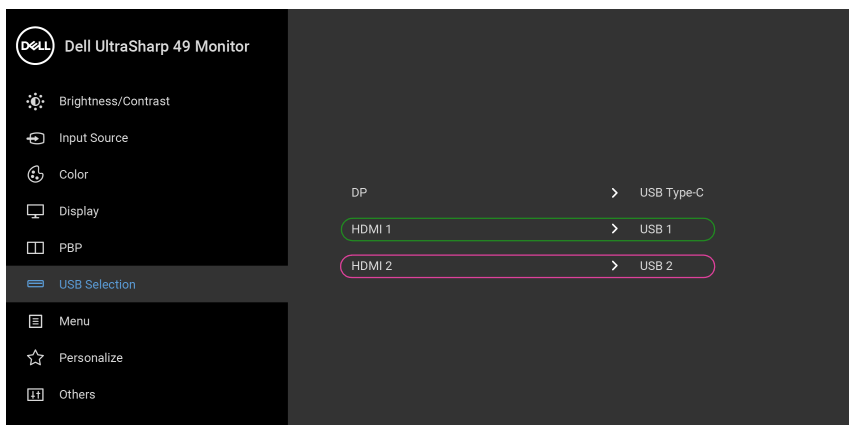 DELL
Dell UltraSharp 49 Monitor
Brightness/Contrast
Input Source
Color
Display
PBP
USB Selection
Menu
Personalize
Others
DP > USB Type-C
HDMI 1 > USB 1
HDMI 2 > USB 2